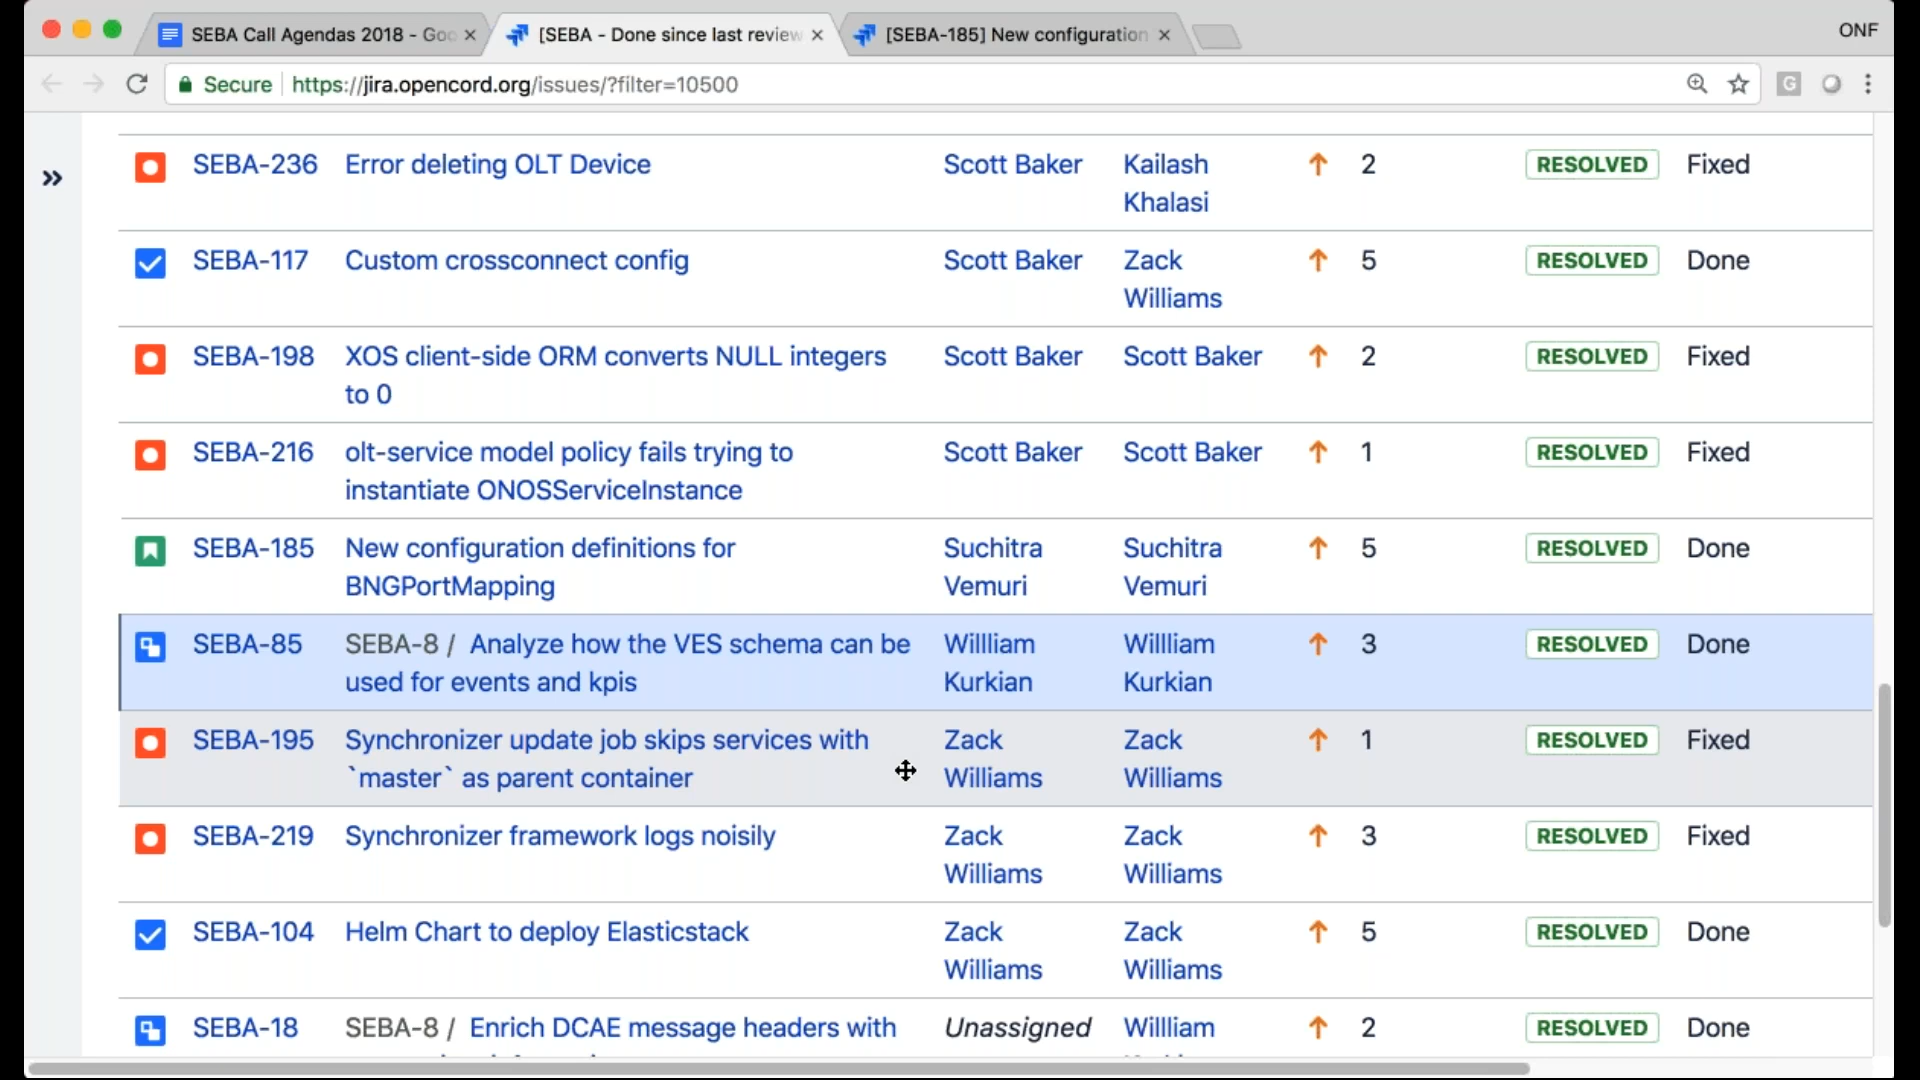 SEBA Call Agendas 2018 - Goo
[SEBA - Done since last review
[SEBA-185] New configuration
ONF
Secure https://jira.opencord.org/issues/?filter=10500
G
SEBA-236 Error deleting OLT Device Scott Baker Kailash Khalasi 2 RESOLVED Fixed
SEBA-117 Custom crossconnect config Scott Baker Zack Williams 5 RESOLVED Done
SEBA-198 XOS client-side ORM converts NULL integers to 0 Scott Baker Scott Baker 2 RESOLVED Fixed
SEBA-216 olt-service model policy fails trying to instantiate ONOSServiceInstance Scott Baker Scott Baker 1 RESOLVED Fixed
SEBA-185 New configuration definitions for BNGPortMapping Suchitra Vemuri Suchitra Vemuri 5 RESOLVED Done
SEBA-85 SEBA-8 / Analyze how the VES schema can be used for events and kpis Willliam Kurkian Willliam Kurkian 3 RESOLVED Done
SEBA-195 Synchronizer update job skips services with `master` as parent container Zack Williams Zack Williams 1 RESOLVED Fixed
SEBA-219 Synchronizer framework logs noisily Zack Williams Zack Williams 3 RESOLVED Fixed
SEBA-104 Helm Chart to deploy Elasticstack Zack Williams Zack Williams 5 RESOLVED Done
SEBA-18 SEBA-8 / Enrich DCAE message headers with Unassigned Willliam 2 RESOLVED Done